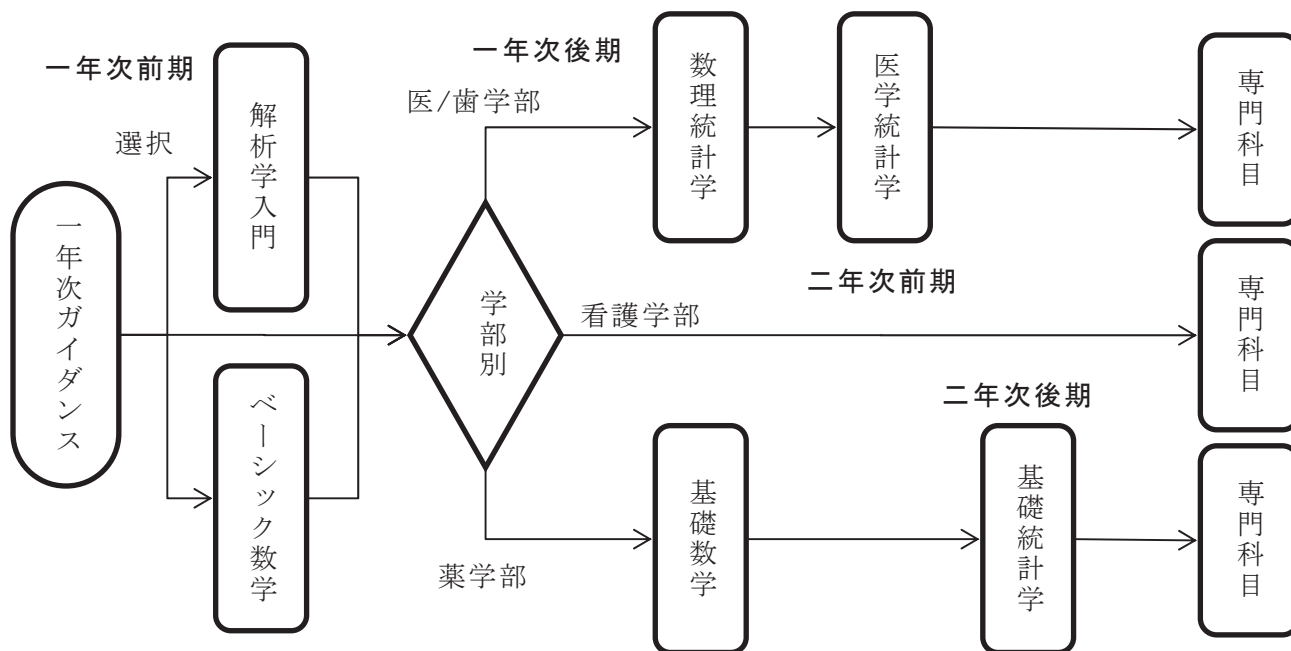 一年次前期
選択
一年次ガイダンス
解析学入門
ベーシック数学
学部別
一年次後期
医/歯学部
数理統計学
医学統計学
専門科目
二年次前期
看護学部
専門科目
二年次後期
薬学部
基礎数学
基礎統計学
専門科目